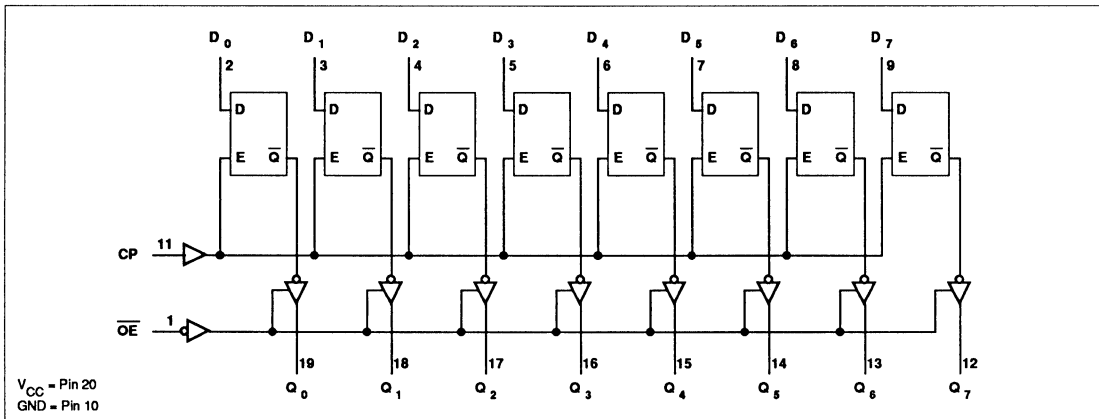 D0 D1 D2 D3 D4 D5 D6 D7
2 3 4 5 6 7 8 9
D D D D D D D D
E Q̅ E Q̅ E Q̅ E Q̅ E Q̅ E Q̅ E Q̅ E Q̅
CP 11
O̅E̅ 1
19 18 17 16 15 14 13 12
Q0 Q1 Q2 Q3 Q4 Q5 Q6 Q7
VCC = Pin 20
GND = Pin 10